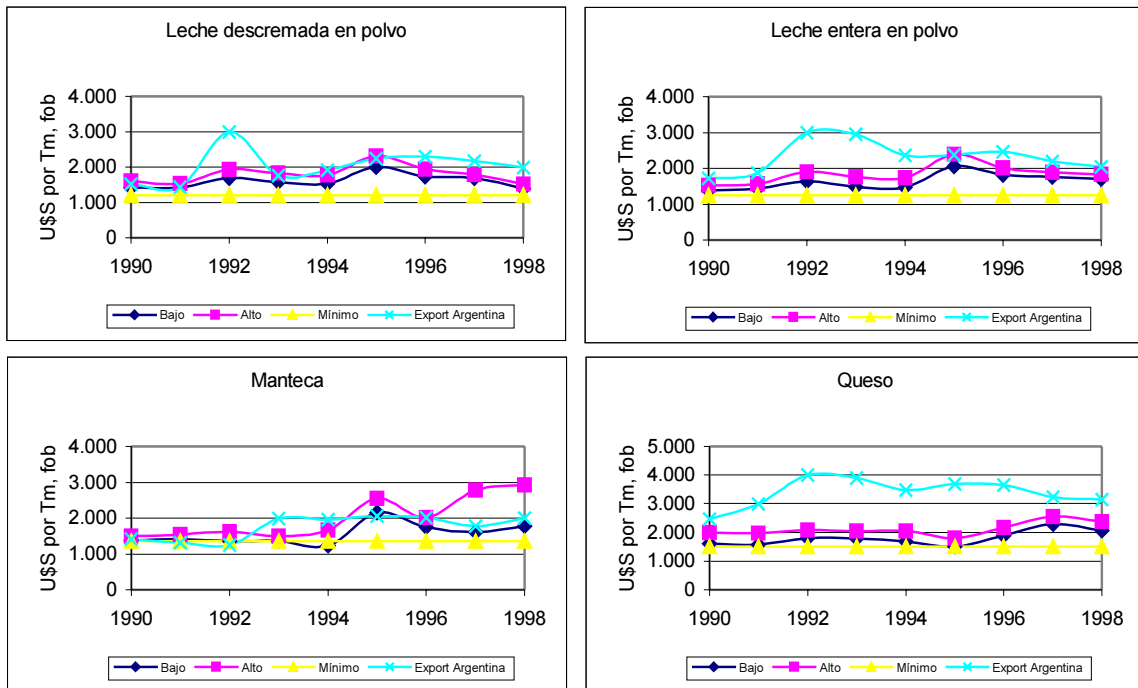 Leche descremada en polvo
U$S por Tm, fob
4.000
3.000
2.000
1.000
0
1990 1992 1994 1996 1998
Bajo Alto Mínimo Export Argentina
Leche entera en polvo
U$S por Tm, fob
4.000
3.000
2.000
1.000
0
1990 1992 1994 1996 1998
Bajo Alto Mínimo Export Argentina
Manteca
U$S por Tm, fob
4.000
3.000
2.000
1.000
0
1990 1992 1994 1996 1998
Bajo Alto Mínimo Export Argentina
Queso
U$S por Tm, fob
5.000
4.000
3.000
2.000
1.000
0
1990 1992 1994 1996 1998
Bajo Alto Mínimo Export Argentina